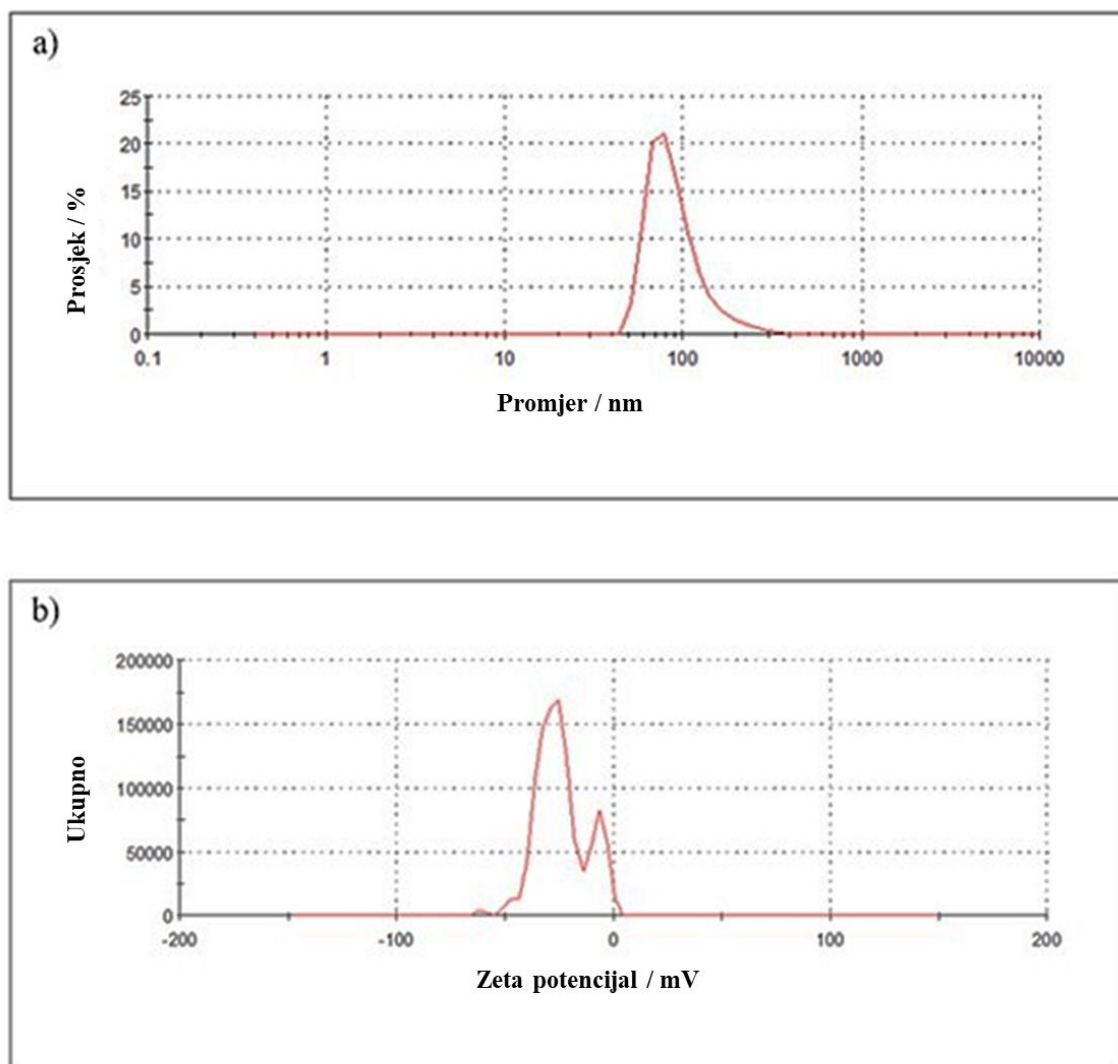 a)
25
20
15
10
5
0
0.1 1 10 100 1000 10000
Prosjek / %
Promjer / nm
b)
200000
150000
100000
50000
0
-200 -100 0 100 200
Ukupno
Zeta potencijal / mV